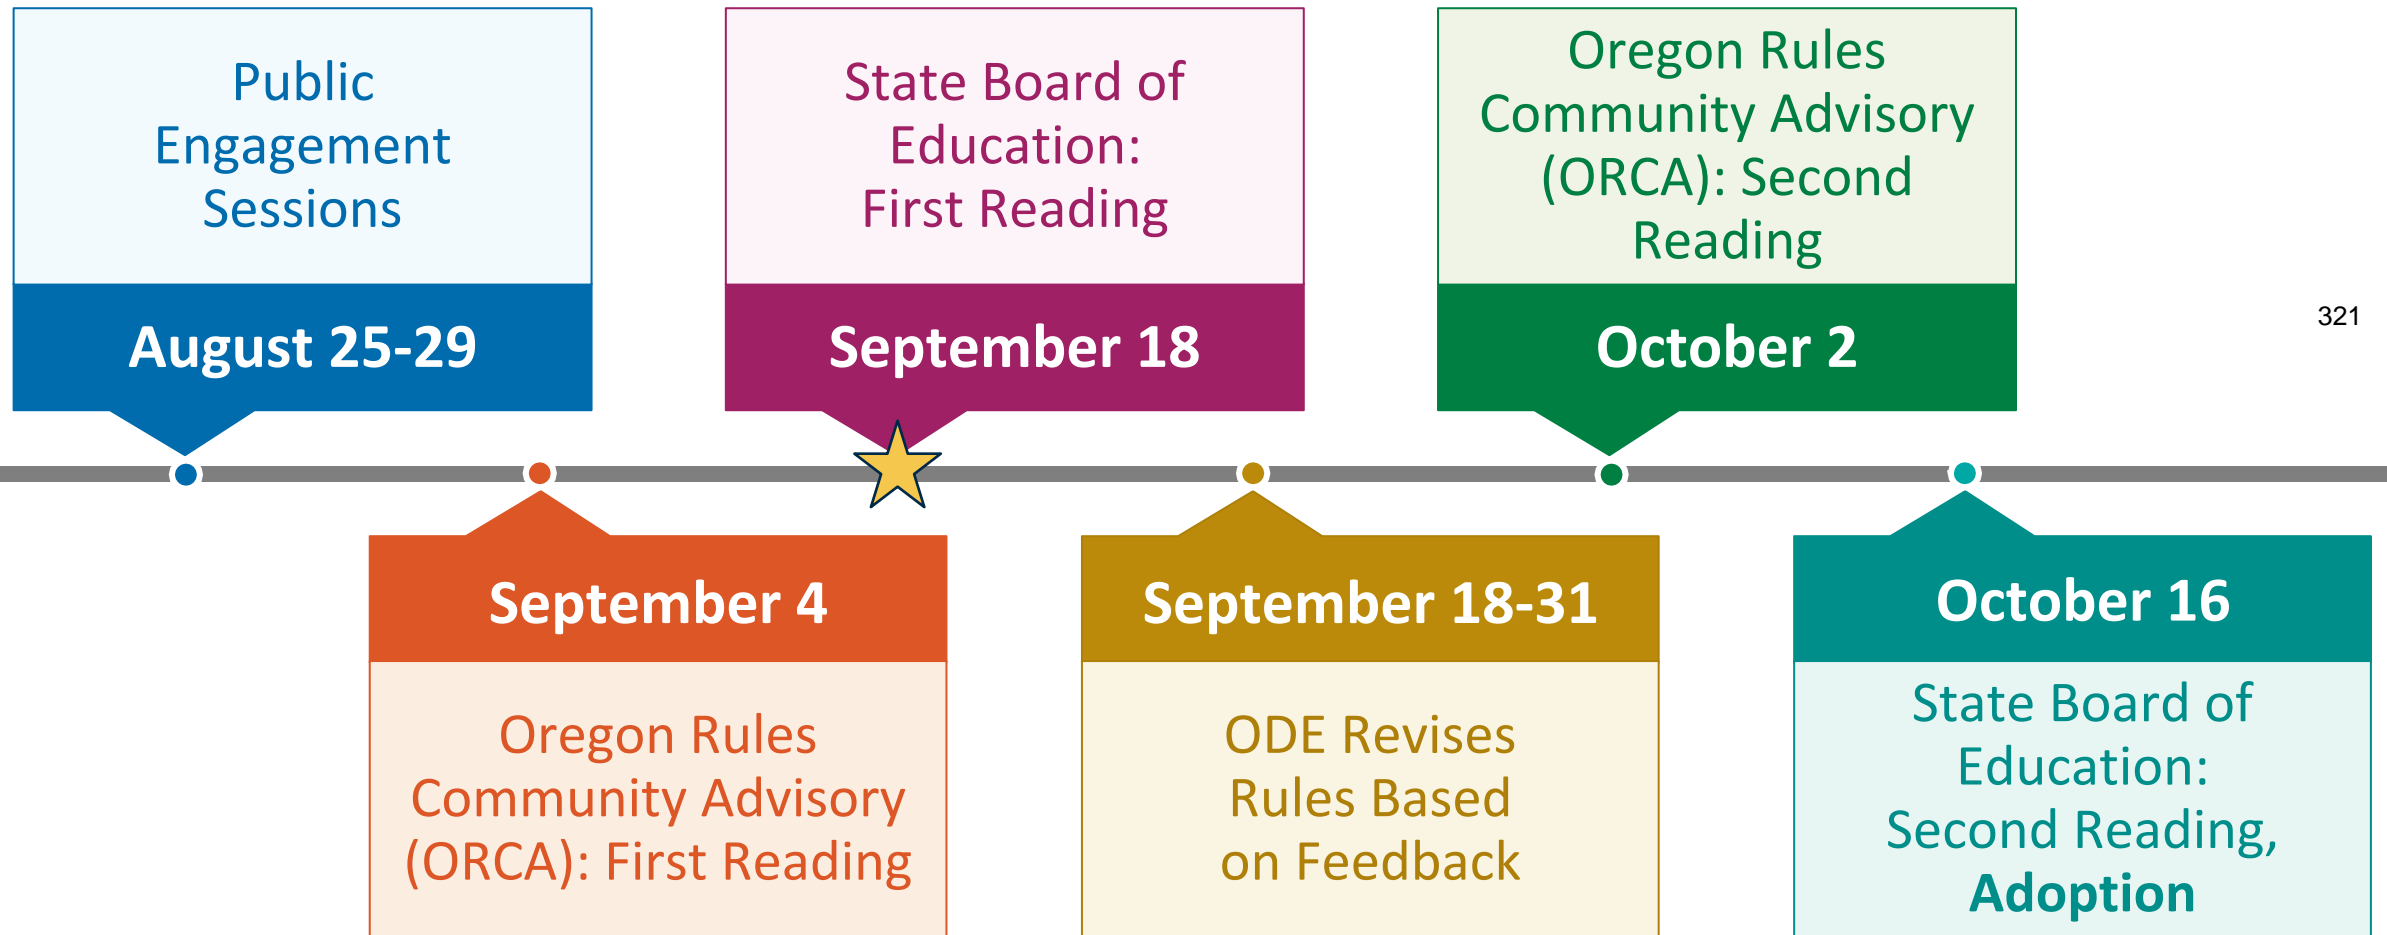 Public
Engagement
Sessions
August 25-29
September 4
Oregon Rules
Community Advisory
(ORCA): First Reading
State Board of
Education:
First Reading
September 18
September 18-31
ODE Revises
Rules Based
on Feedback
Oregon Rules
Community Advisory
(ORCA): Second
Reading
October 2
October 16
State Board of
Education:
Second Reading,
Adoption
321